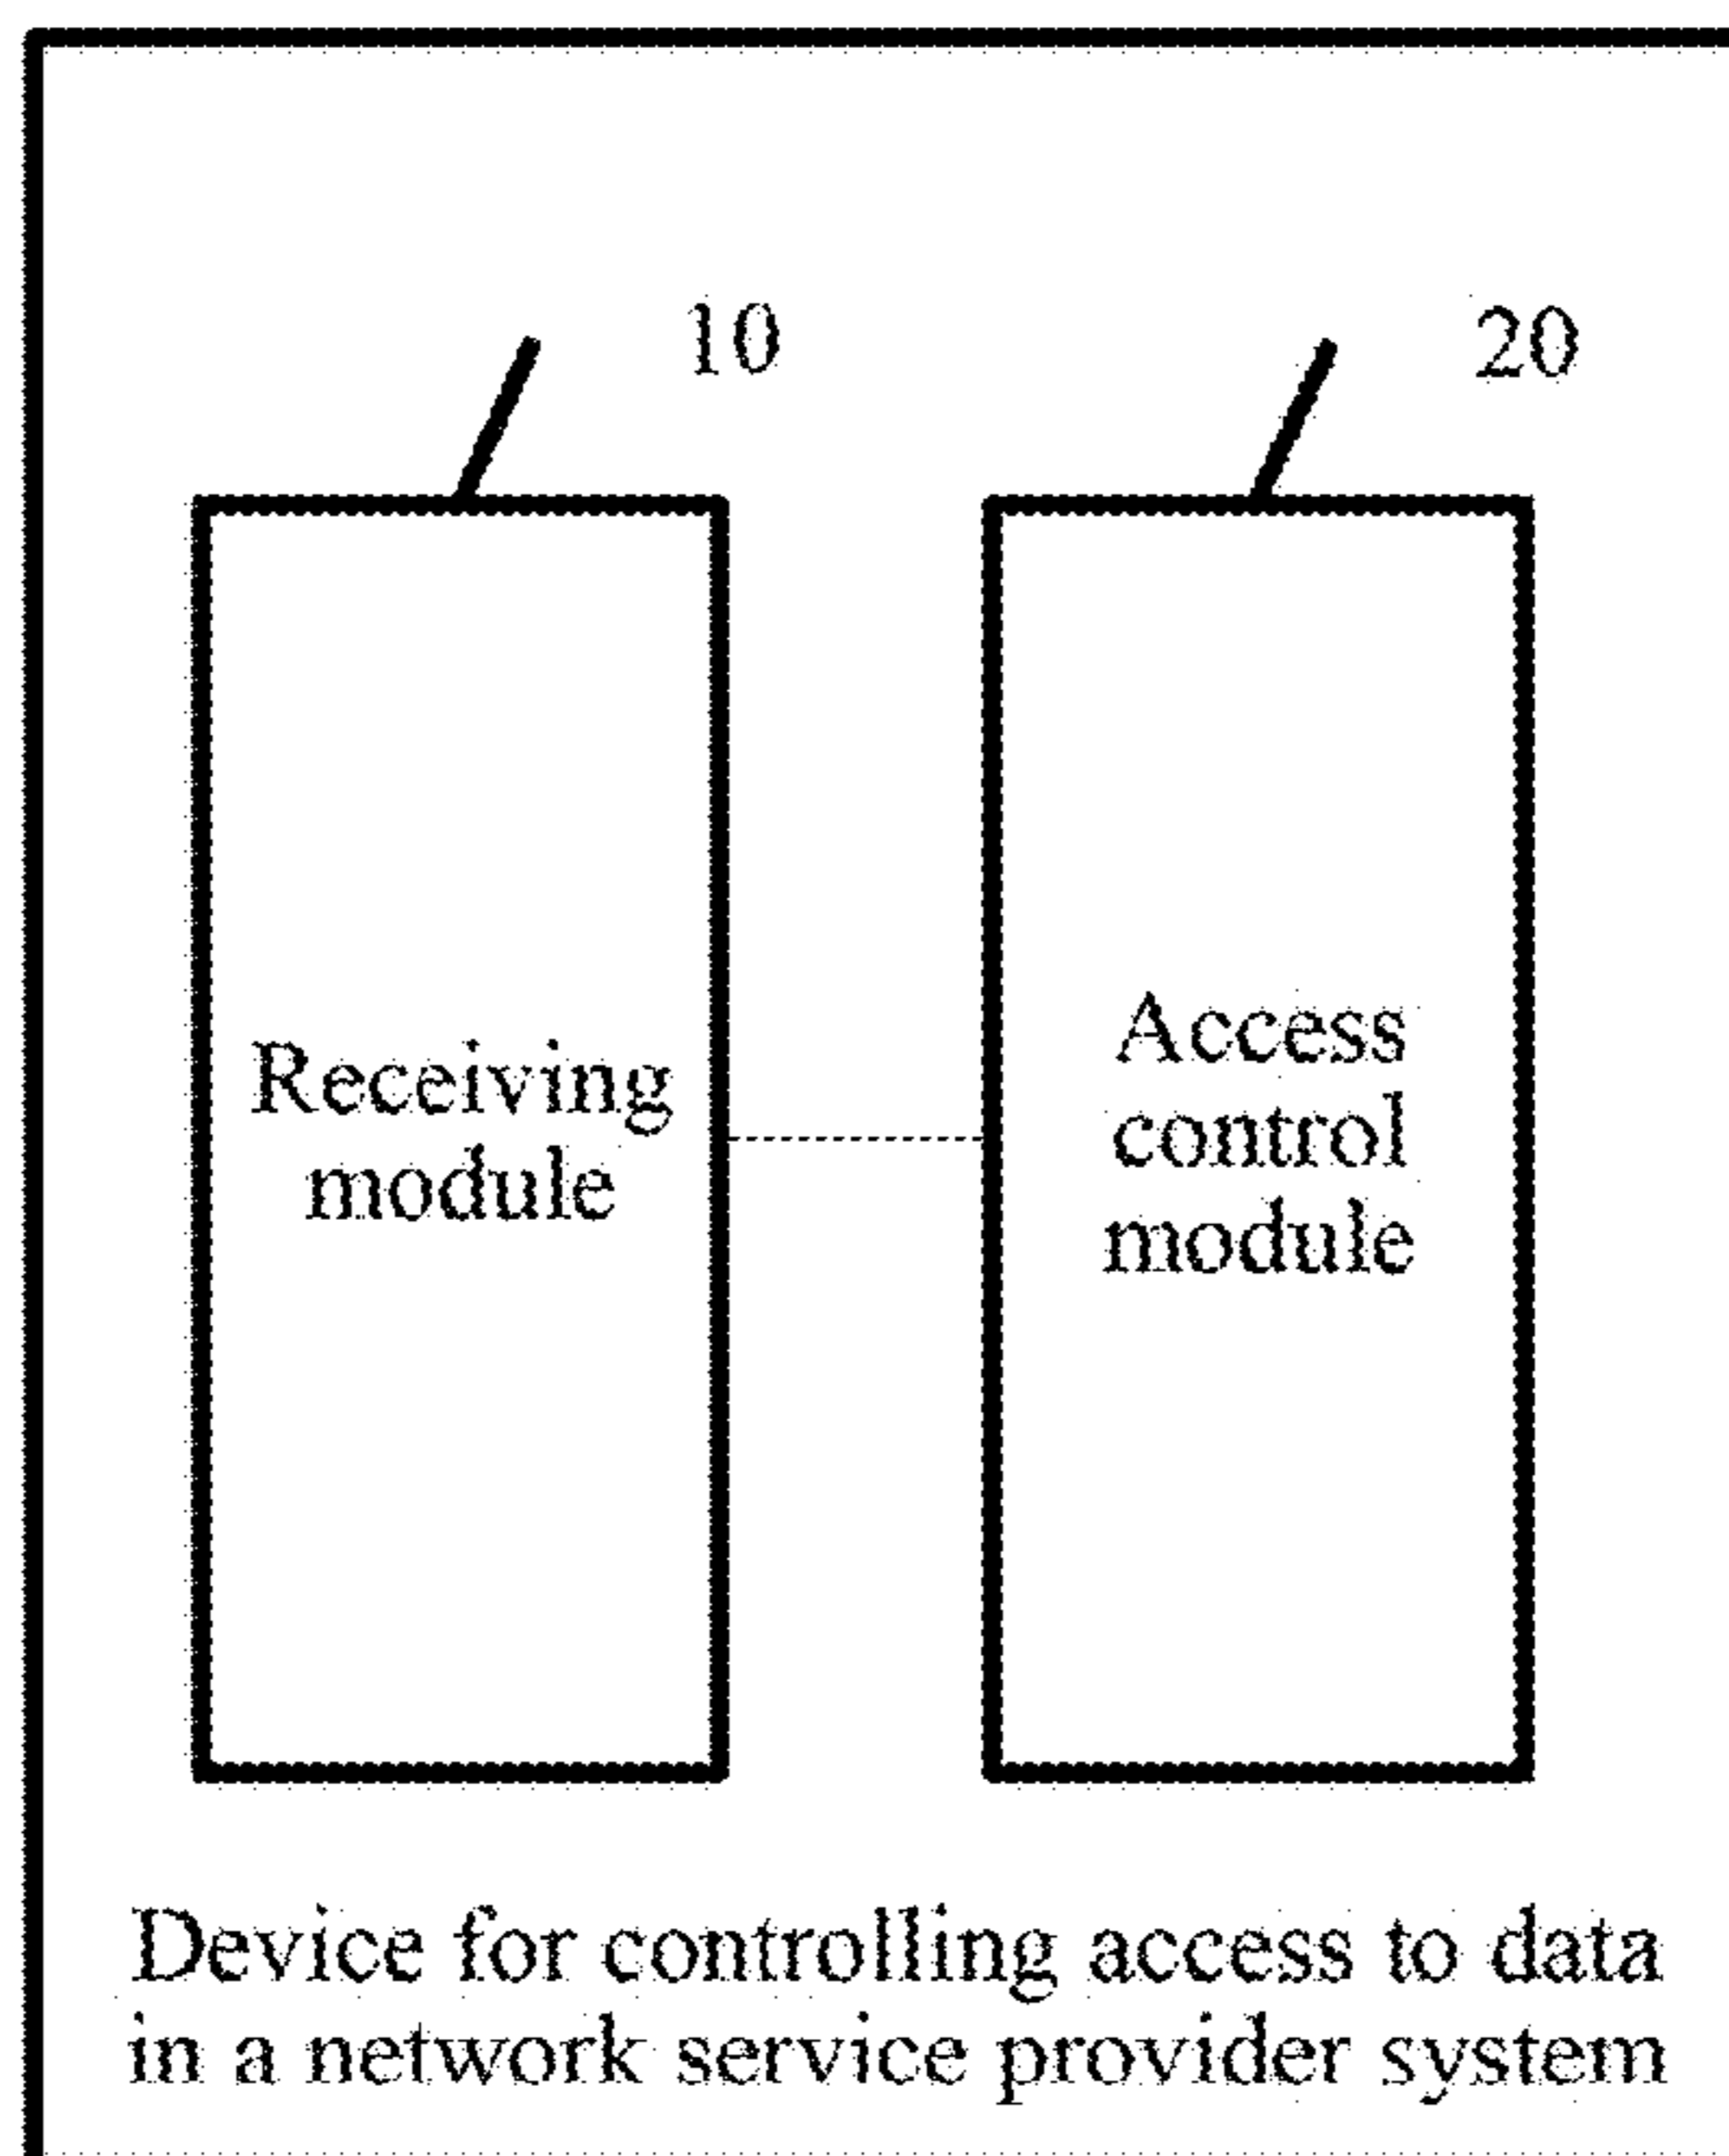 10
20
Receiving
module
Access
control
module
Device for controlling access to data
in a network service provider system